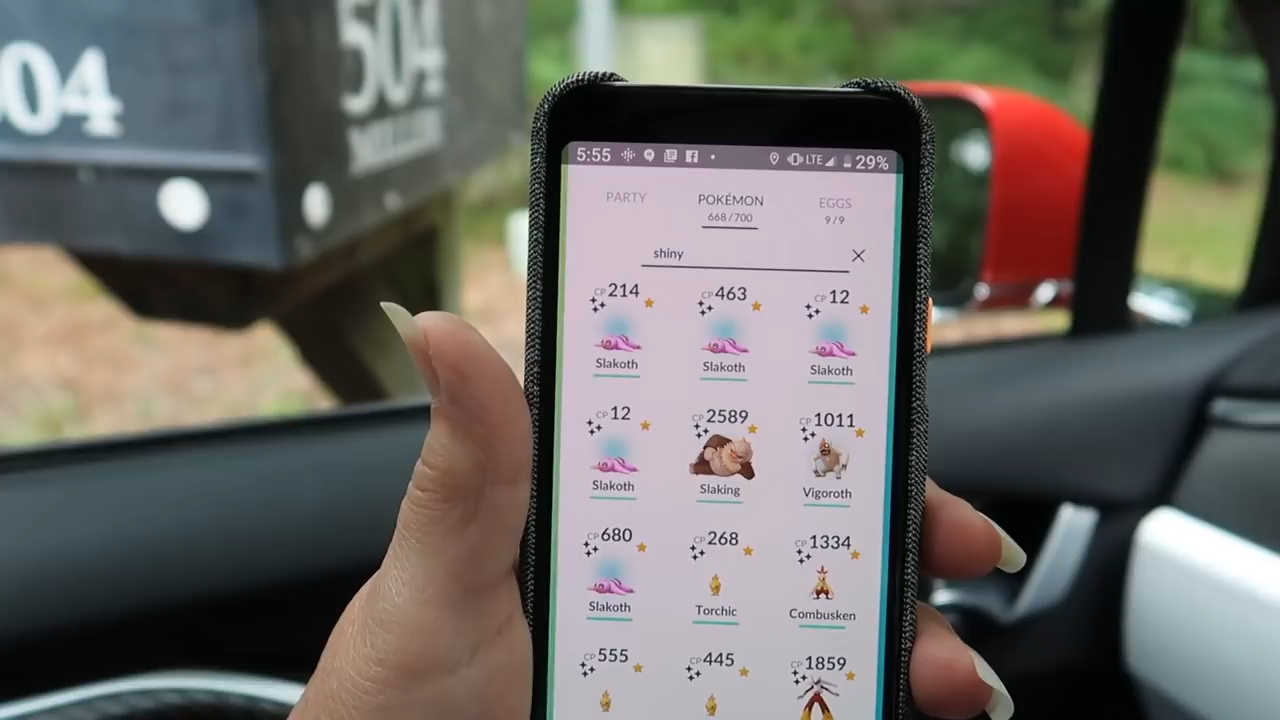 04
504
5:55 LTE 29%
PARTY POKÉMON EGGS
668/700 9/9
shiny
CP214 CP463 CP12
Slakoth Slakoth Slakoth
CP12 CP2589 CP1011
Slakoth Slaking Vigoroth
CP680 CP268 CP1334
Slakoth Torchic Combusken
CP555 CP445 CP1859